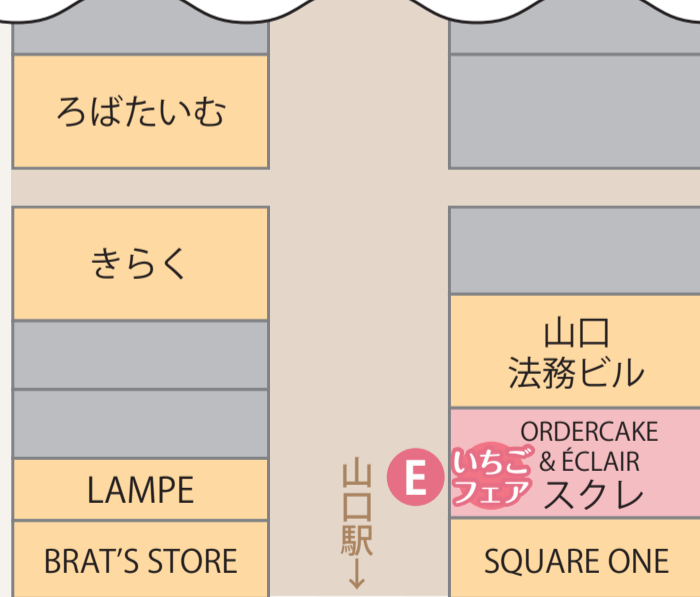 ろばたいむ
きらく
山口
法務ビル
ORDERCAKE
& ÉCLAIR
スクレ
いちご
フェア
E
LAMPE
山口駅
↓
BRAT'S STORE
SQUARE ONE